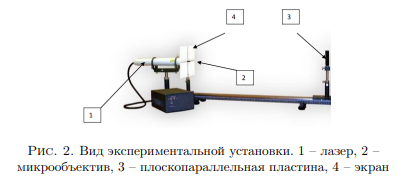 4
3
2
1
Рис. 2. Вид экспериментальной установки. 1 – лазер, 2 –
микрообъектив, 3 – плоскопараллельная пластина, 4 – экран